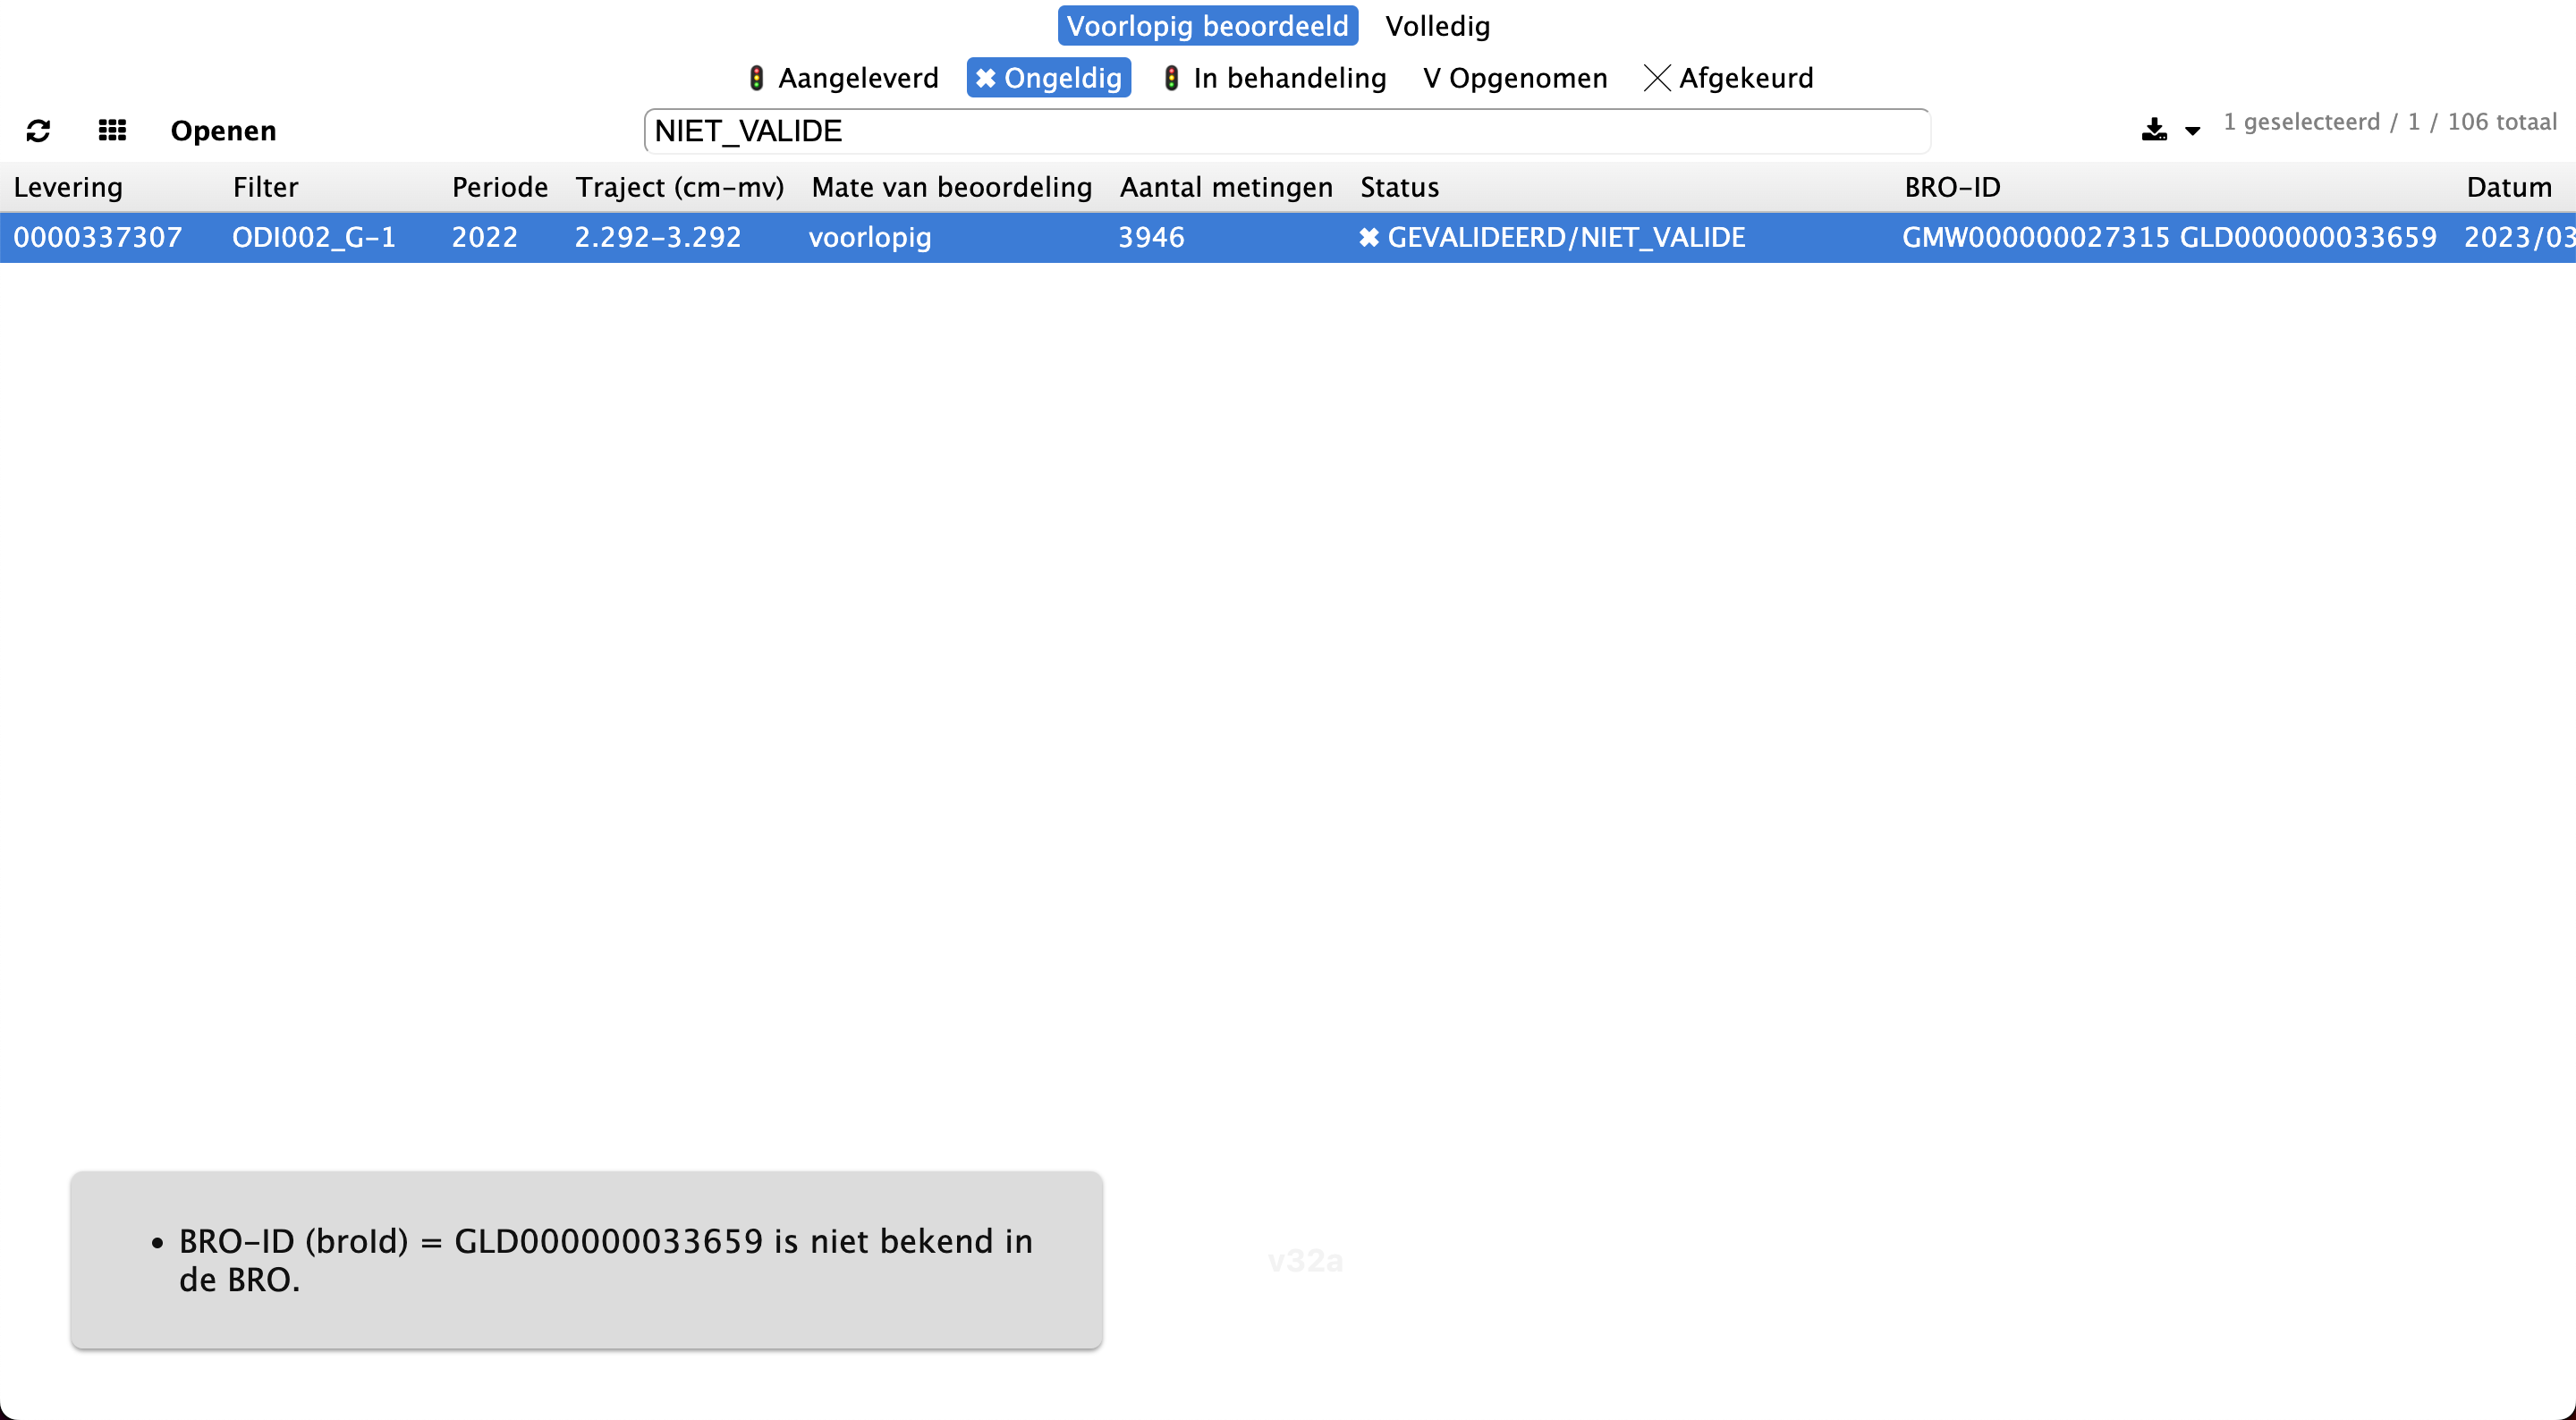 Voorlopig beoordeeld Volledig
Aangeleverd ✖ Ongeldig In behandeling V Opgenomen Afgekeurd
Openen NIET_VALIDE 1 geselecteerd / 1 / 106 totaal
Levering Filter Periode Traject (cm-mv) Mate van beoordeling Aantal metingen Status BRO-ID Datum
0000337307 ODI002_G-1 2022 2.292-3.292 voorlopig 3946 ✖ GEVALIDEERD/NIET_VALIDE GMW000000027315 GLD000000033659 2023/03
• BRO-ID (broId) = GLD000000033659 is niet bekend in
de BRO.
v32a